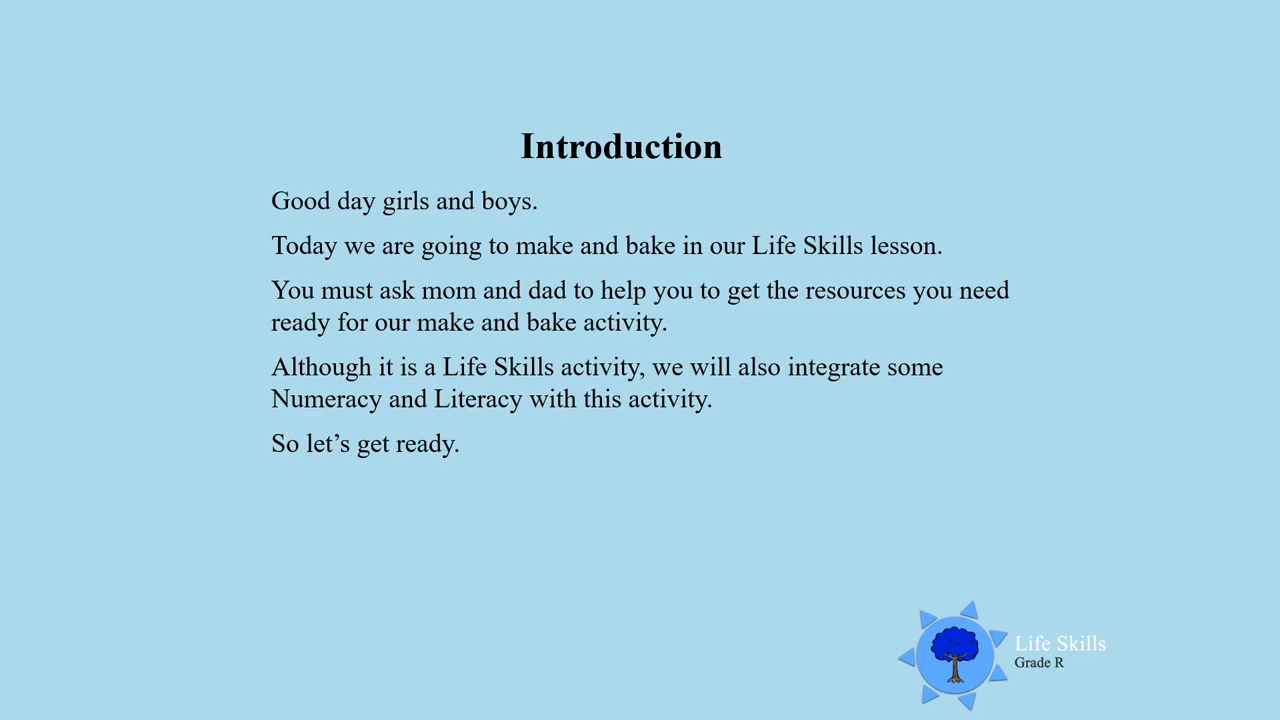 Introduction
Good day girls and boys.
Today we are going to make and bake in our Life Skills lesson.
You must ask mom and dad to help you to get the resources you need
ready for our make and bake activity.
Although it is a Life Skills activity, we will also integrate some
Numeracy and Literacy with this activity.
So let’s get ready.
Life Skills
Grade R